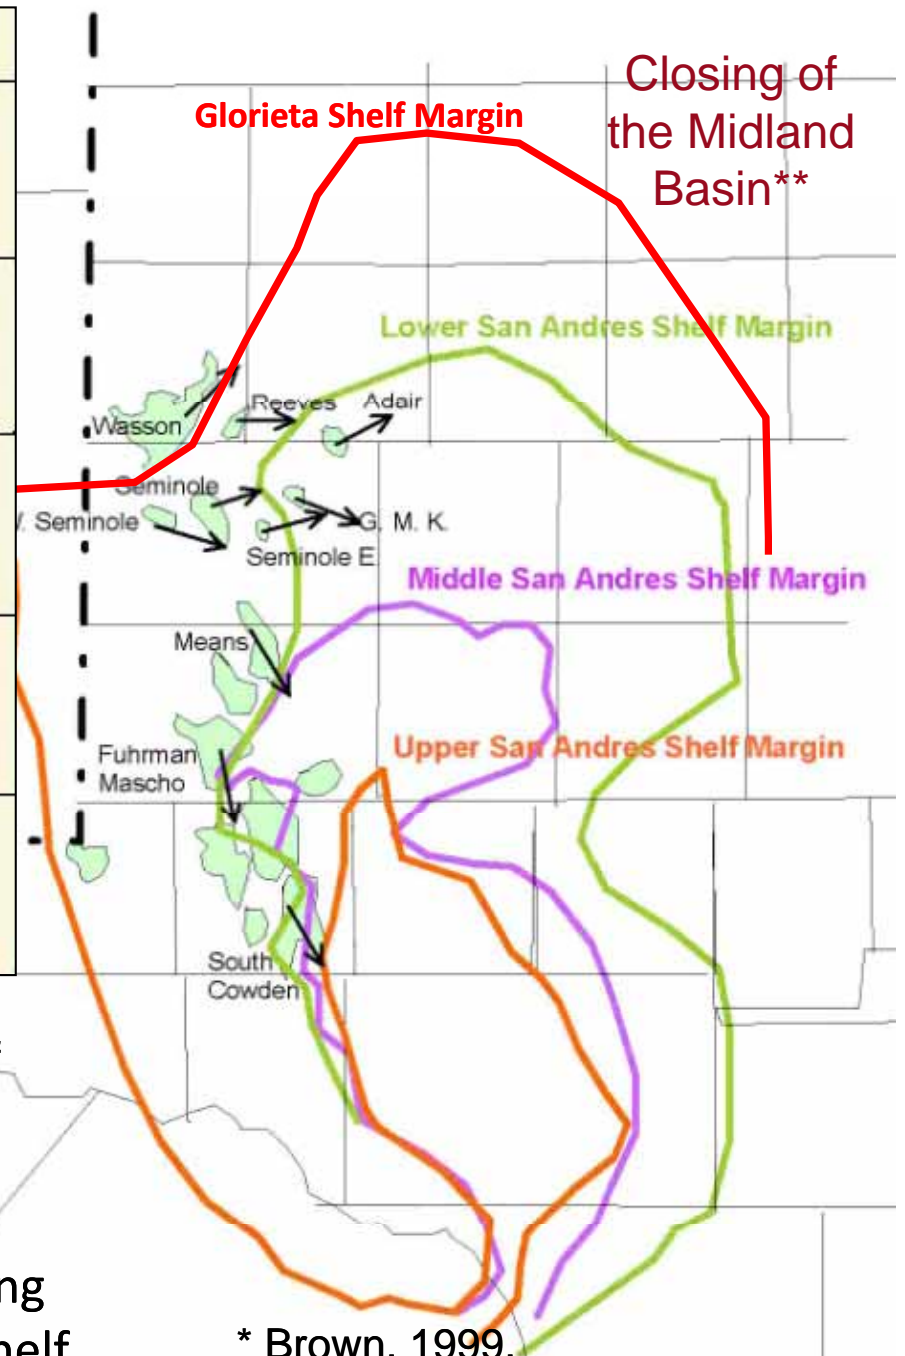 Closing of
the Midland
Basin**
Glorieta Shelf Margin
Lower San Andres Shelf Margin
Reeves
Adair
Wasson
Seminole
. Seminole
G. M. K.
Seminole E.
Middle San Andres Shelf Margin
Means
Upper San Andres Shelf Margin
Fuhrman
Mascho
South
Cowden
ng
helf
* Brown, 1999,